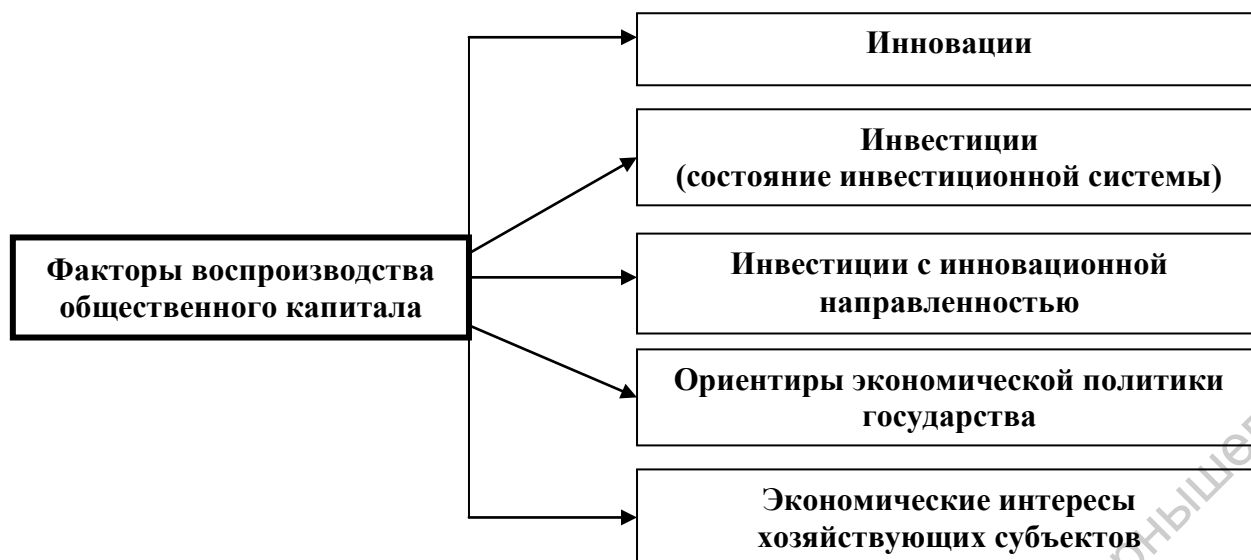 Инновации
Инвестиции
(состояние инвестиционной системы)
Факторы воспроизводства
общественного капитала
Инвестиции с инновационной
направленностью
Ориентиры экономической политики
государства
Экономические интересы
хозяйствующих субъектов